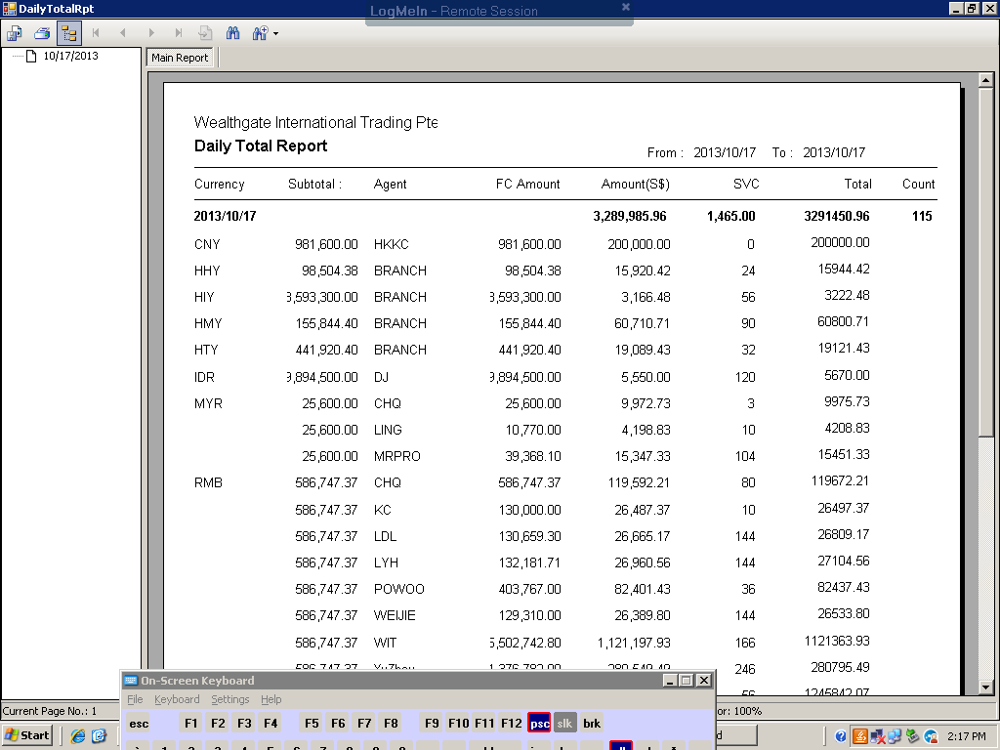 DailyTotalRpt
LogMeIn - Remote Session
10/17/2013
Main Report
Wealthgate International Trading Pte
Daily Total Report
From : 2013/10/17 To : 2013/10/17
Currency Subtotal : Agent FC Amount Amount(S$) SVC Total Count
2013/10/17 3,289,985.96 1,465.00 3291450.96 115
CNY 981,600.00 HKKC 981,600.00 200,000.00 0 200000.00
HHY 98,504.38 BRANCH 98,504.38 15,920.42 24 15944.42
HIY 3,593,300.00 BRANCH 3,593,300.00 3,166.48 56 3222.48
HMY 155,844.40 BRANCH 155,844.40 60,710.71 90 60800.71
HTY 441,920.40 BRANCH 441,920.40 19,089.43 32 19121.43
IDR 9,894,500.00 DJ 9,894,500.00 5,550.00 120 5670.00
MYR 25,600.00 CHQ 25,600.00 9,972.73 3 9975.73
25,600.00 LING 10,770.00 4,198.83 10 4208.83
25,600.00 MRPRO 39,368.10 15,347.33 104 15451.33
RMB 586,747.37 CHQ 586,747.37 119,592.21 80 119672.21
586,747.37 KC 130,000.00 26,487.37 10 26497.37
586,747.37 LDL 130,659.30 26,665.17 144 26809.17
586,747.37 LYH 132,181.71 26,960.56 144 27104.56
586,747.37 POWOO 403,767.00 82,401.43 36 82437.43
586,747.37 WEIJIE 129,310.00 26,389.80 144 26533.80
586,747.37 WIT 5,502,742.80 1,121,197.93 166 1121363.93
586,747.37 YuZhou 1,376,782.00 280,549.49 246 280795.49
56 1245842.07
On-Screen Keyboard
File Keyboard Settings Help
esc F1 F2 F3 F4 F5 F6 F7 F8 F9 F10 F11 F12 psc slk brk
Current Page No.: 1
or: 100%
Start
d
2:17 PM